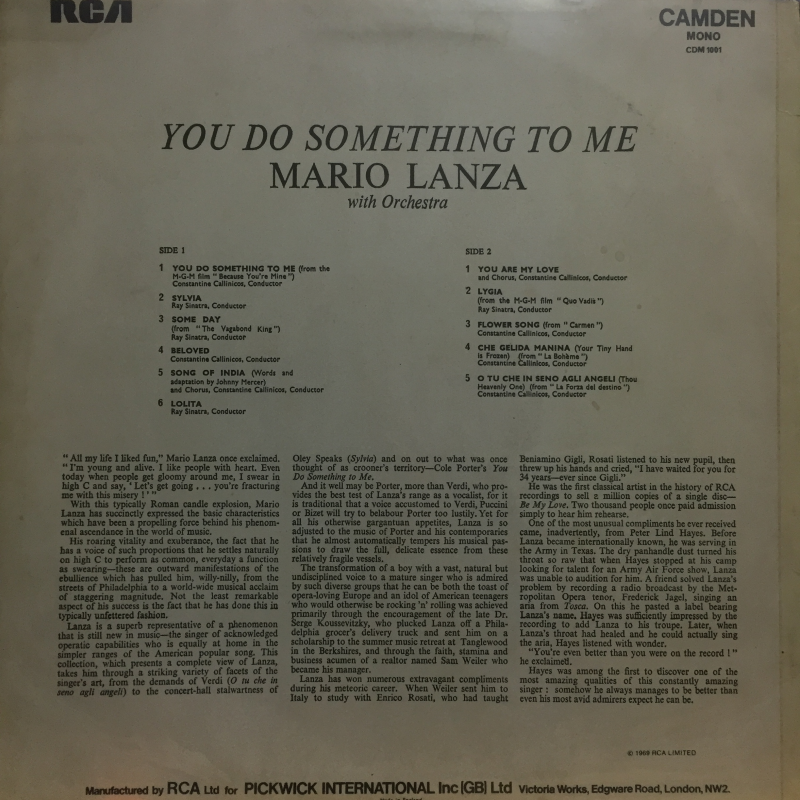 RCA
CAMDEN
MONO
CDM 1091
YOU DO SOMETHING TO ME
MARIO LANZA
with Orchestra
SIDE 1
1 YOU DO SOMETHING TO ME (from the
M-G-M film "Because You're Mine")
Constantine Callinicos, Conductor
2 SYLVIA
Ray Sinatra, Conductor
3 SOME DAY
(from "The Vagabond King")
Ray Sinatra, Conductor
4 BELOVED
Constantine Callinicos, Conductor
5 SONG OF INDIA (Words and
adaptation by Johnny Mercer)
and Chorus, Constantine Callinicos, Conductor
6 LOLITA
Ray Sinatra, Conductor
SIDE 2
1 YOU ARE MY LOVE
and Chorus, Constantine Callinicos, Conductor
2 LYGIA
(from the M-G-M film "Quo Vadis")
Ray Sinatra, Conductor
3 FLOWER SONG (from "Carmen")
Constantine Callinicos, Conductor
4 CHE GELIDA MANINA (Your Tiny Hand
is Frozen) (from "La Bohème")
Constantine Callinicos, Conductor
5 O TU CHE IN SENO AGLI ANGELI (Thou
Heavenly One) (from "La Forza del destino")
Constantine Callinicos, Conductor
"All my life I liked fun," Mario Lanza once exclaimed.
"I'm young and alive. I like people with heart. Even
today when people get gloomy around me, I swear in
high C and say, 'Let's get going . . . you're fracturing
me with this misery !' "
With this typically Roman candle explosion, Mario
Lanza has succinctly expressed the basic characteristics
which have been a propelling force behind his phenom-
enal ascendance in the world of music.
His roaring vitality and exuberance, the fact that he
has a voice of such proportions that he settles naturally
on high C to perform as common, everyday a function
as swearing—these are outward manifestations of the
ebullience which has pulled him, willy-nilly, from the
streets of Philadelphia to a world-wide musical acclaim
of staggering magnitude. Not the least remarkable
aspect of his success is the fact that he has done this in
typically unfettered fashion.
Lanza is a superb representative of a phenomenon
that is still new in music—the singer of acknowledged
operatic capabilities who is equally at home in the
simpler ranges of the American popular song. This
collection, which presents a complete view of Lanza,
takes him through a striking variety of facets of the
singer's art, from the demands of Verdi (O tu che in
seno agli angeli) to the concert-hall stalwartness of
Oley Speaks (Sylvia) and on out to what was once
thought of as crooner's territory—Cole Porter's You
Do Something to Me.
And it well may be Porter, more than Verdi, who pro-
vides the best test of Lanza's range as a vocalist, for it
is traditional that a voice accustomed to Verdi, Puccini
or Bizet will try to belabour Porter too lustily. Yet for
all his otherwise gargantuan appetites, Lanza is so
adjusted to the music of Porter and his contemporaries
that he almost automatically tempers his musical pas-
sions to draw the full, delicate essence from these
relatively fragile vessels.
The transformation of a boy with a vast, natural but
undisciplined voice to a mature singer who is admired
by such diverse groups that he can be both the toast of
opera-loving Europe and an idol of American teenagers
who would otherwise be rocking 'n' rolling was achieved
primarily through the encouragement of the late Dr.
Serge Koussevitzky, who plucked Lanza off a Phila-
delphia grocer's delivery truck and sent him on a
scholarship to the summer music retreat at Tanglewood
in the Berkshires, and through the faith, stamina and
business acumen of a realtor named Sam Weiler who
became his manager.
Lanza has won numerous extravagant compliments
during his meteoric career. When Weiler sent him to
Italy to study with Enrico Rosati, who had taught
Beniamino Gigli, Rosati listened to his new pupil, then
threw up his hands and cried, "I have waited for you for
34 years—ever since Gigli."
He was the first classical artist in the history of RCA
recordings to sell a million copies of a single disc—
Be My Love. Two thousand people once paid admission
simply to hear him rehearse.
One of the most unusual compliments he ever received
came, inadvertently, from Peter Lind Hayes. Before
Lanza became internationally known, he was serving in
the Army in Texas. The dry panhandle dust turned his
throat so raw that when Hayes stopped at his camp
looking for talent for an Army Air Force show, Lanza
was unable to audition for him. A friend solved Lanza's
problem by recording a radio broadcast by the Met-
ropolitan Opera tenor, Frederick Jagel, singing an
aria from Tosca. On this he pasted a label bearing
Lanza's name. Hayes was sufficiently impressed by the
recording to add Lanza to his troupe. Later, when
Lanza's throat had healed and he could actually sing
the aria, Hayes listened with wonder.
"You're even better than you were on the record !"
he exclaimed.
Hayes was among the first to discover one of the
most amazing qualities of this constantly amazing
singer : somehow he always manages to be better than
even his most avid admirers expect he can be.
© 1969 RCA LIMITED
Manufactured by RCA Ltd for PICKWICK INTERNATIONAL Inc (GB) Ltd Victoria Works, Edgware Road, London, NW2.
Made in England